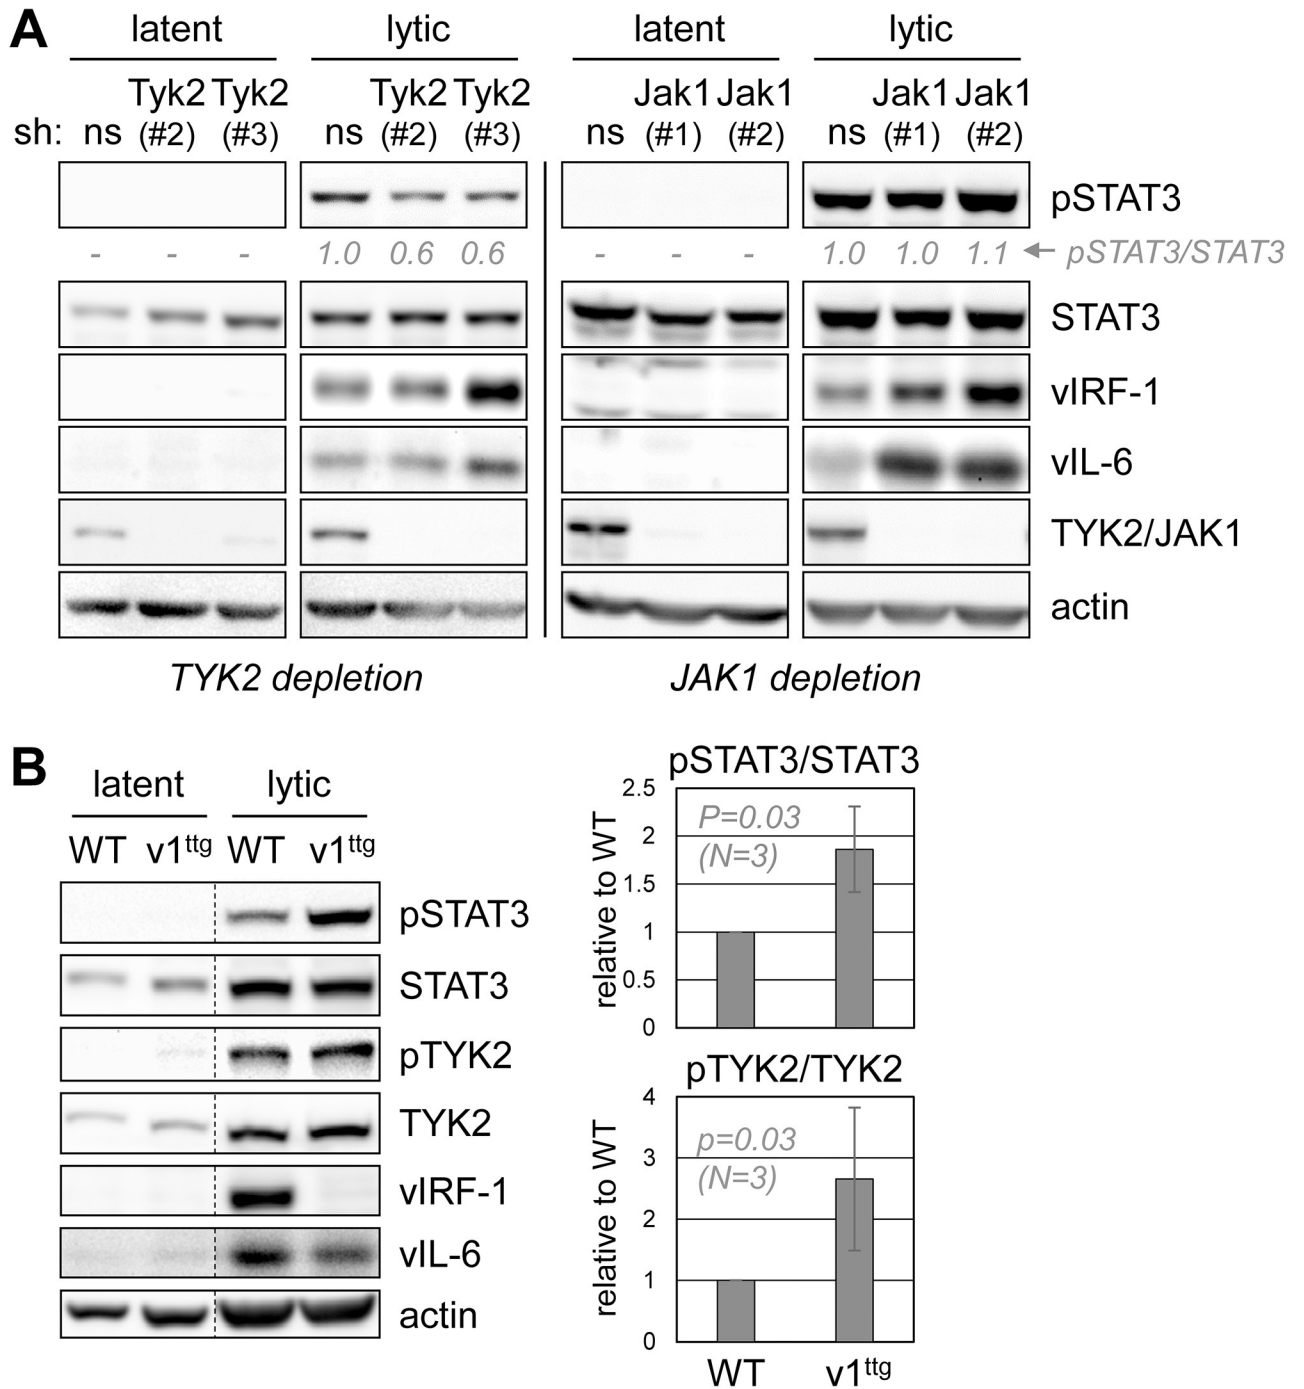 A
latent lytic latent lytic
Tyk2 Tyk2 Tyk2 Tyk2 Jak1 Jak1 Jak1 Jak1
sh: ns (#2) (#3) ns (#2) (#3) ns (#1) (#2) ns (#1) (#2)
pSTAT3
- - - 1.0 0.6 0.6 - - - 1.0 1.0 1.1 ← pSTAT3/STAT3
STAT3
vIRF-1
vIL-6
TYK2/JAK1
actin
TYK2 depletion JAK1 depletion
B
latent lytic
WT v1ttg WT v1ttg
pSTAT3
STAT3
pTYK2
TYK2
vIRF-1
vIL-6
actin
pSTAT3/STAT3
relative to WT
2.5
2
1.5
1
0.5
0
P=0.03
(N=3)
pTYK2/TYK2
relative to WT
4
3
2
1
0
p=0.03
(N=3)
WT v1ttg